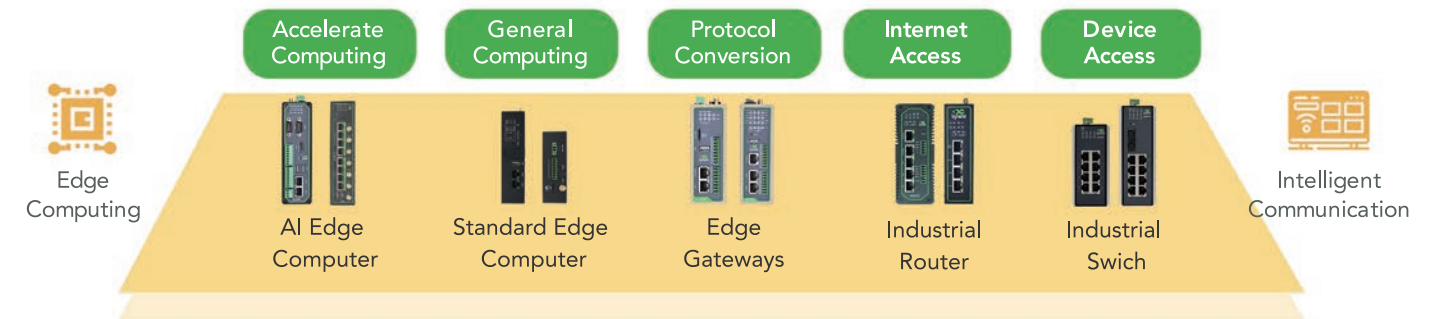 Accelerate
Computing
General
Computing
Protocol
Conversion
Internet
Access
Device
Access
Edge
Computing
AI Edge
Computer
Standard Edge
Computer
Edge
Gateways
Industrial
Router
Industrial
Swich
Intelligent
Communication